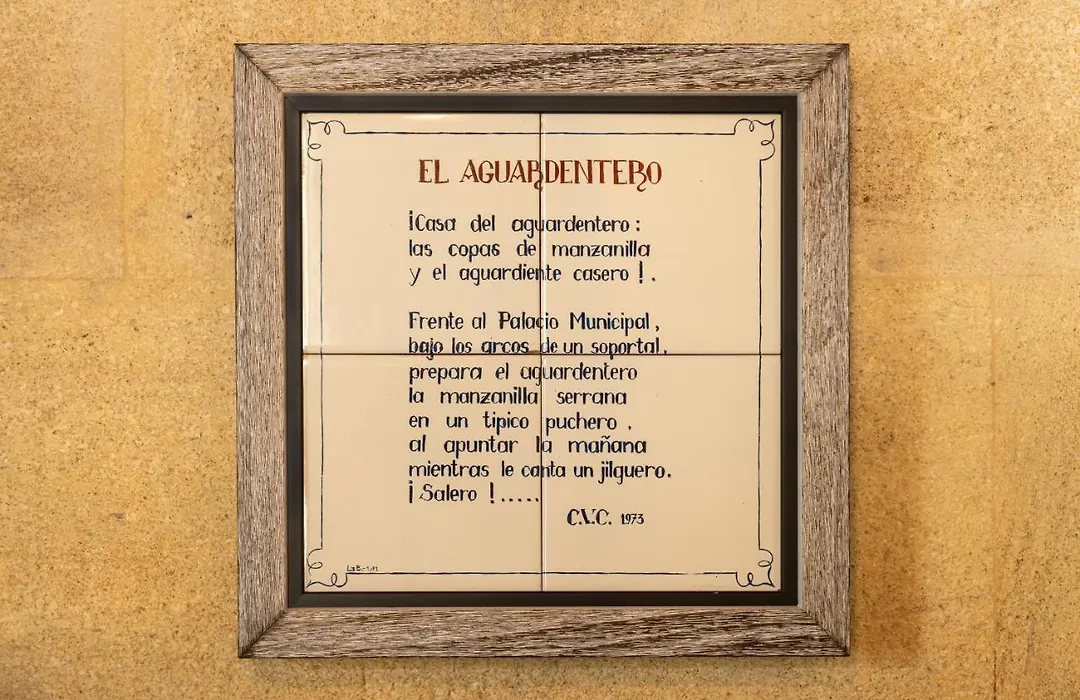 EL AGUARDENTERO
¡Casa del aguardentero:
las copas de manzanilla
y el aguardiente casero!.
Frente al Palacio Municipal,
bajo los arcos de un soportal,
prepara el aguardentero
la manzanilla serrana
en un tipico puchero,
al apuntar la mañana
mientras le canta un jilguero.
¡Salero!.....
C.V.C. 1973